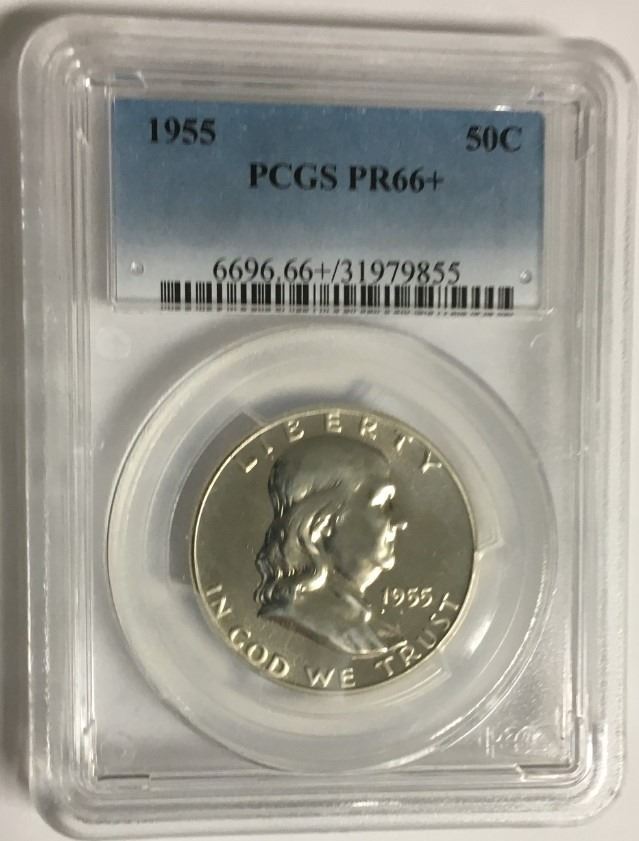 1955 50C
PCGS PR66+
6696.66+/31979855
LIBERTY
1955
IN GOD WE TRUST